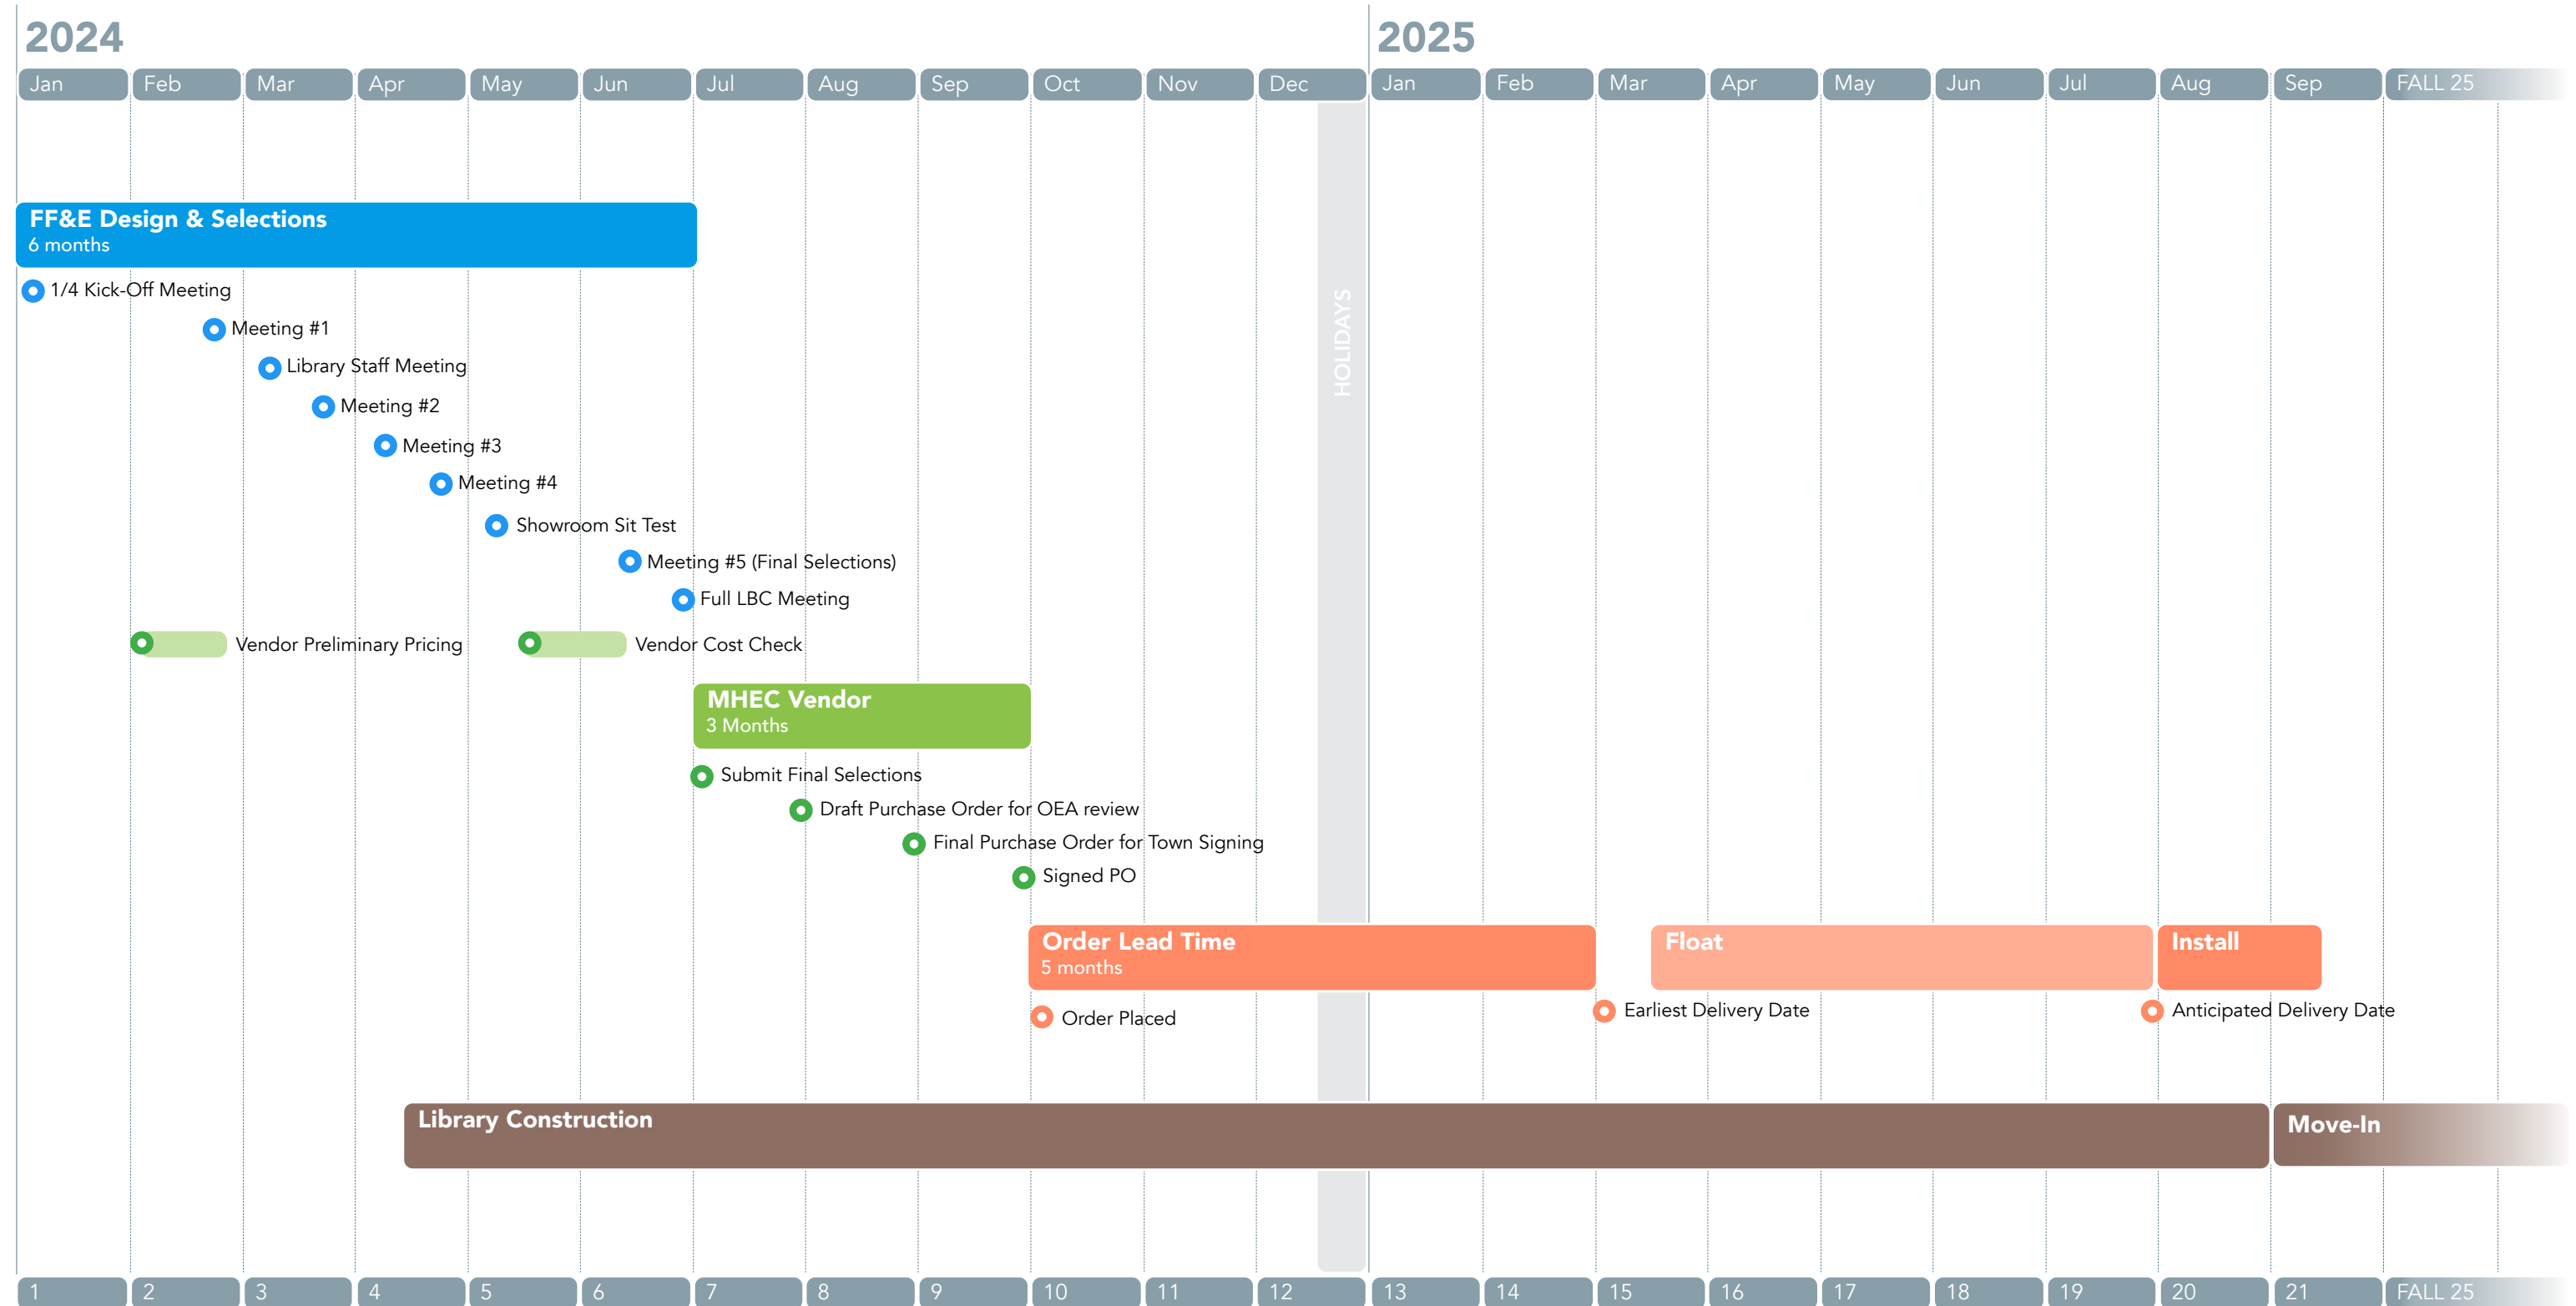 2024
2025
Jan Feb Mar Apr May Jun Jul Aug Sep Oct Nov Dec Jan Feb Mar Apr May Jun Jul Aug Sep FALL 25
FF&E Design & Selections
6 months
1/4 Kick-Off Meeting
Meeting #1
Library Staff Meeting
Meeting #2
Meeting #3
Meeting #4
Showroom Sit Test
Meeting #5 (Final Selections)
Full LBC Meeting
HOLIDAYS
Vendor Preliminary Pricing
Vendor Cost Check
MHEC Vendor
3 Months
Submit Final Selections
Draft Purchase Order for OEA review
Final Purchase Order for Town Signing
Signed PO
Order Lead Time
5 months
Float
Install
Order Placed
Earliest Delivery Date
Anticipated Delivery Date
Library Construction
Move-In
1 2 3 4 5 6 7 8 9 10 11 12 13 14 15 16 17 18 19 20 21 FALL 25